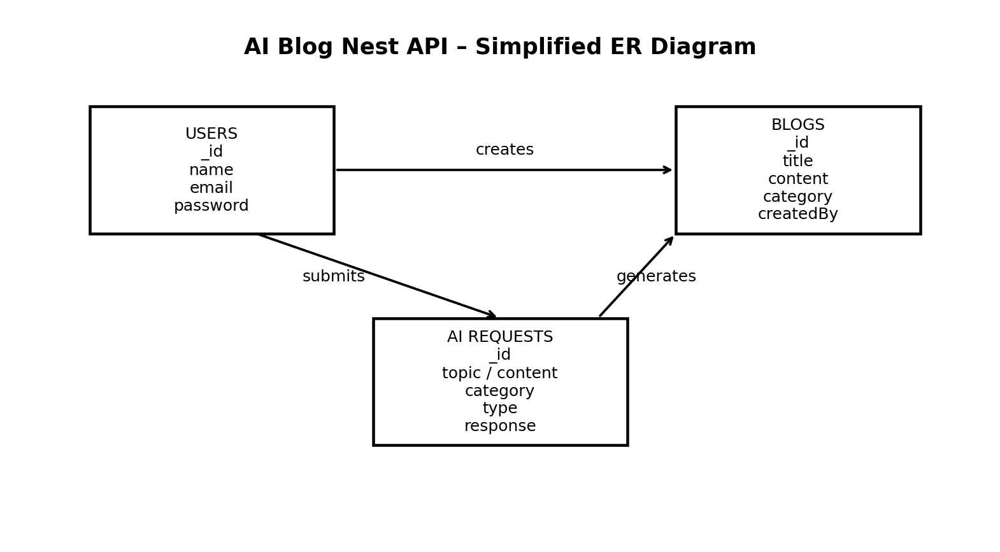 AI Blog Nest API – Simplified ER Diagram
USERS
_id
name
email
password
creates
BLOGS
_id
title
content
category
createdBy
submits
generates
AI REQUESTS
_id
topic / content
category
type
response